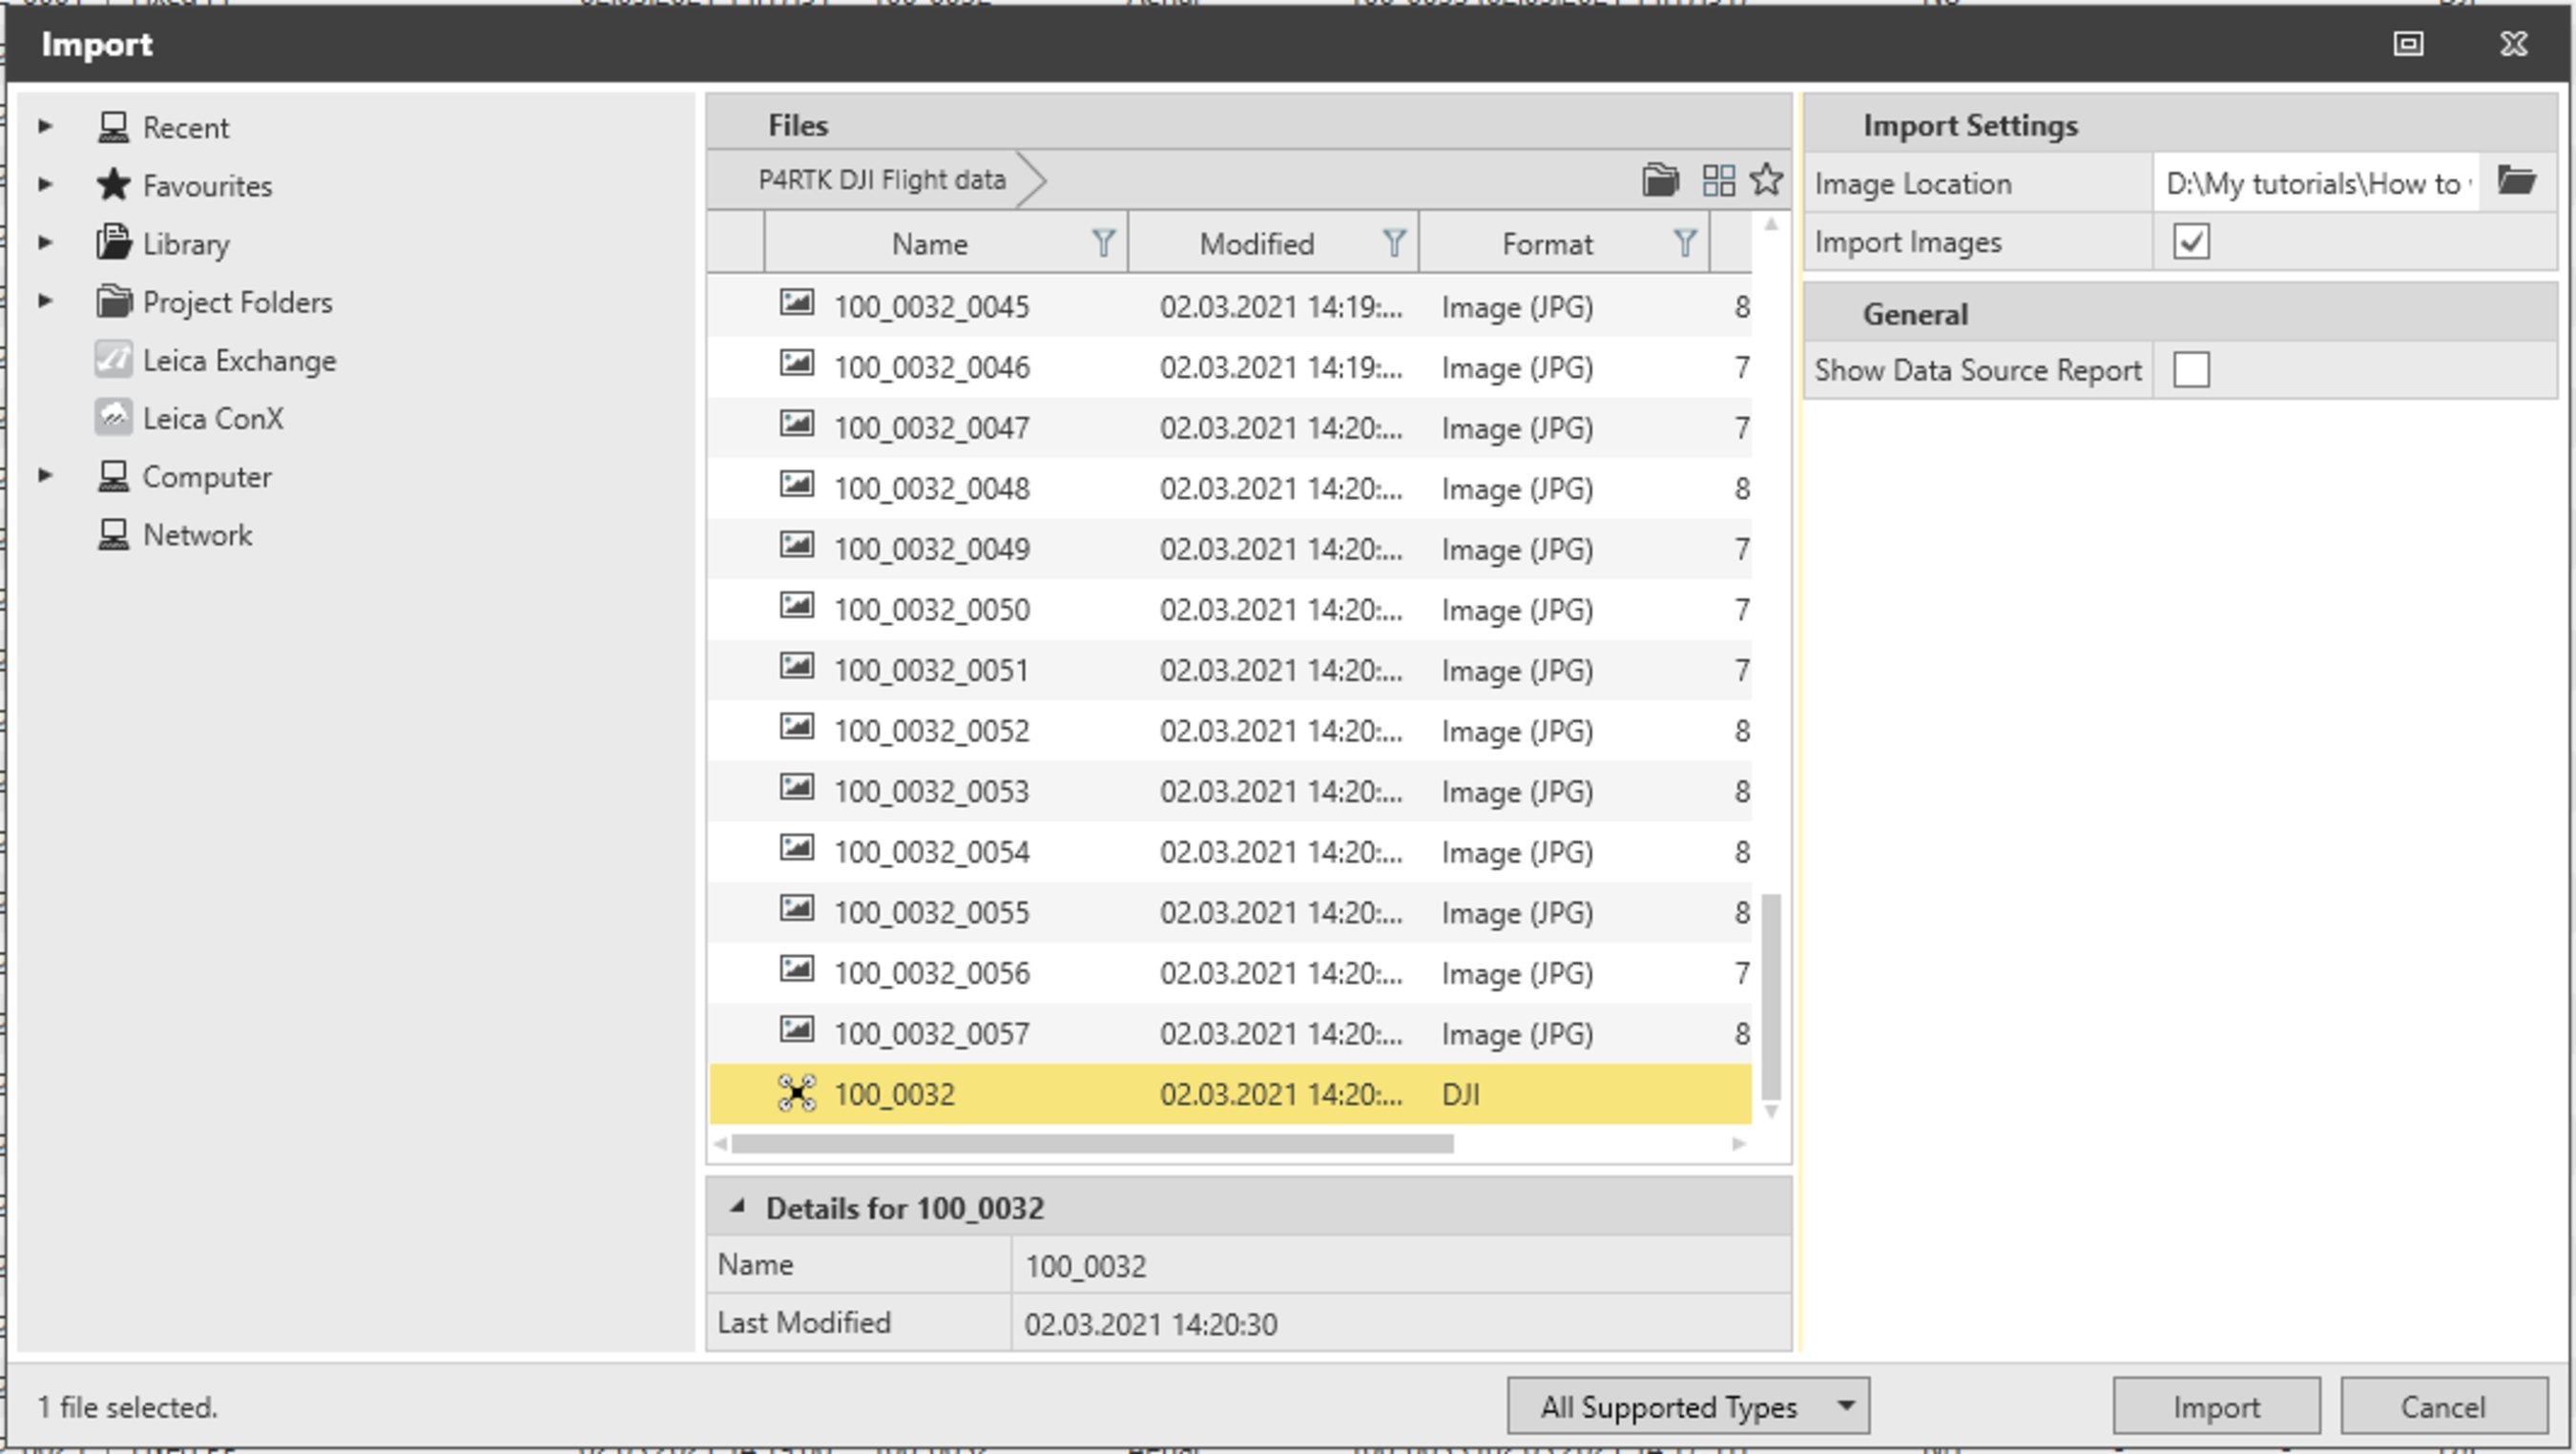 Import
Recent
Favourites
Library
Project Folders
Leica Exchange
Leica ConX
Computer
Network
Files
P4RTK DJI Flight data
Name Modified Format
100_0032_0045 02.03.2021 14:19:... Image (JPG) 8
100_0032_0046 02.03.2021 14:19:... Image (JPG) 7
100_0032_0047 02.03.2021 14:20:... Image (JPG) 7
100_0032_0048 02.03.2021 14:20:... Image (JPG) 8
100_0032_0049 02.03.2021 14:20:... Image (JPG) 7
100_0032_0050 02.03.2021 14:20:... Image (JPG) 7
100_0032_0051 02.03.2021 14:20:... Image (JPG) 7
100_0032_0052 02.03.2021 14:20:... Image (JPG) 8
100_0032_0053 02.03.2021 14:20:... Image (JPG) 8
100_0032_0054 02.03.2021 14:20:... Image (JPG) 8
100_0032_0055 02.03.2021 14:20:... Image (JPG) 8
100_0032_0056 02.03.2021 14:20:... Image (JPG) 7
100_0032_0057 02.03.2021 14:20:... Image (JPG) 8
100_0032 02.03.2021 14:20:... DJI
Details for 100_0032
Name 100_0032
Last Modified 02.03.2021 14:20:30
Import Settings
Image Location D:\My tutorials\How to
Import Images
General
Show Data Source Report
1 file selected.
All Supported Types
Import
Cancel